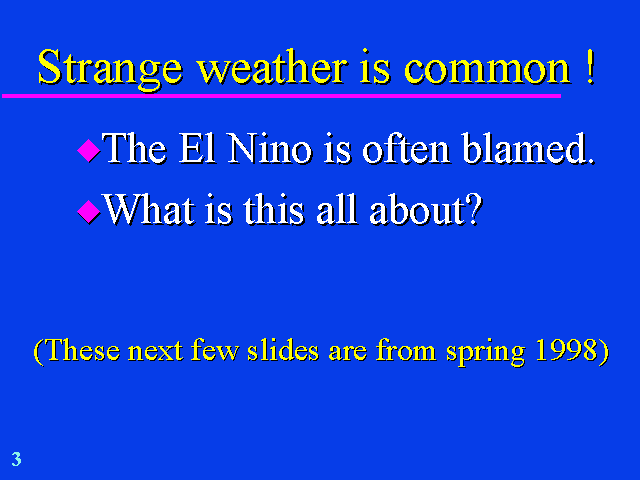 Strange weather is common !
The El Nino is often blamed.
What is this all about?
(These next few slides are from spring 1998)
3